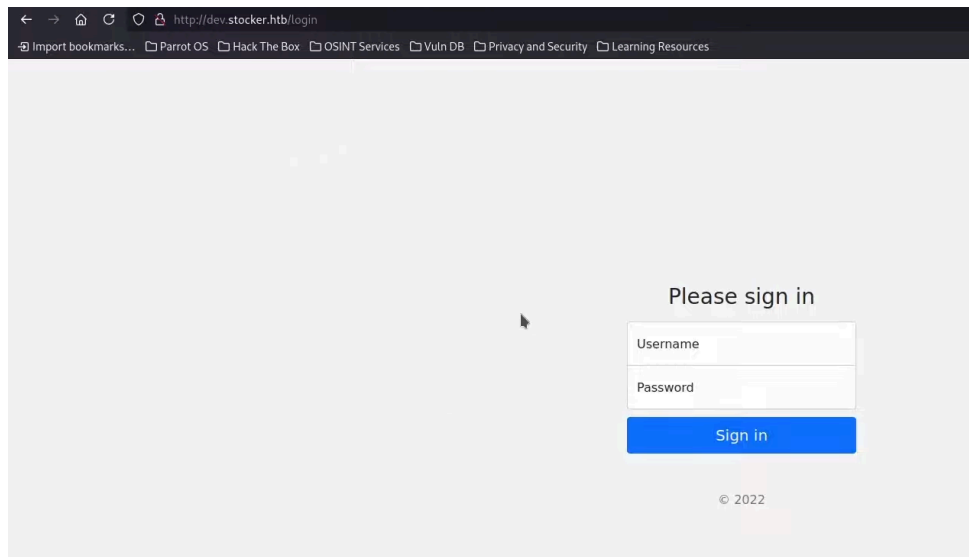 http://dev.stocker.htb/login
Import bookmarks... Parrot OS Hack The Box OSINT Services Vuln DB Privacy and Security Learning Resources
Please sign in
Username
Password
Sign in
© 2022